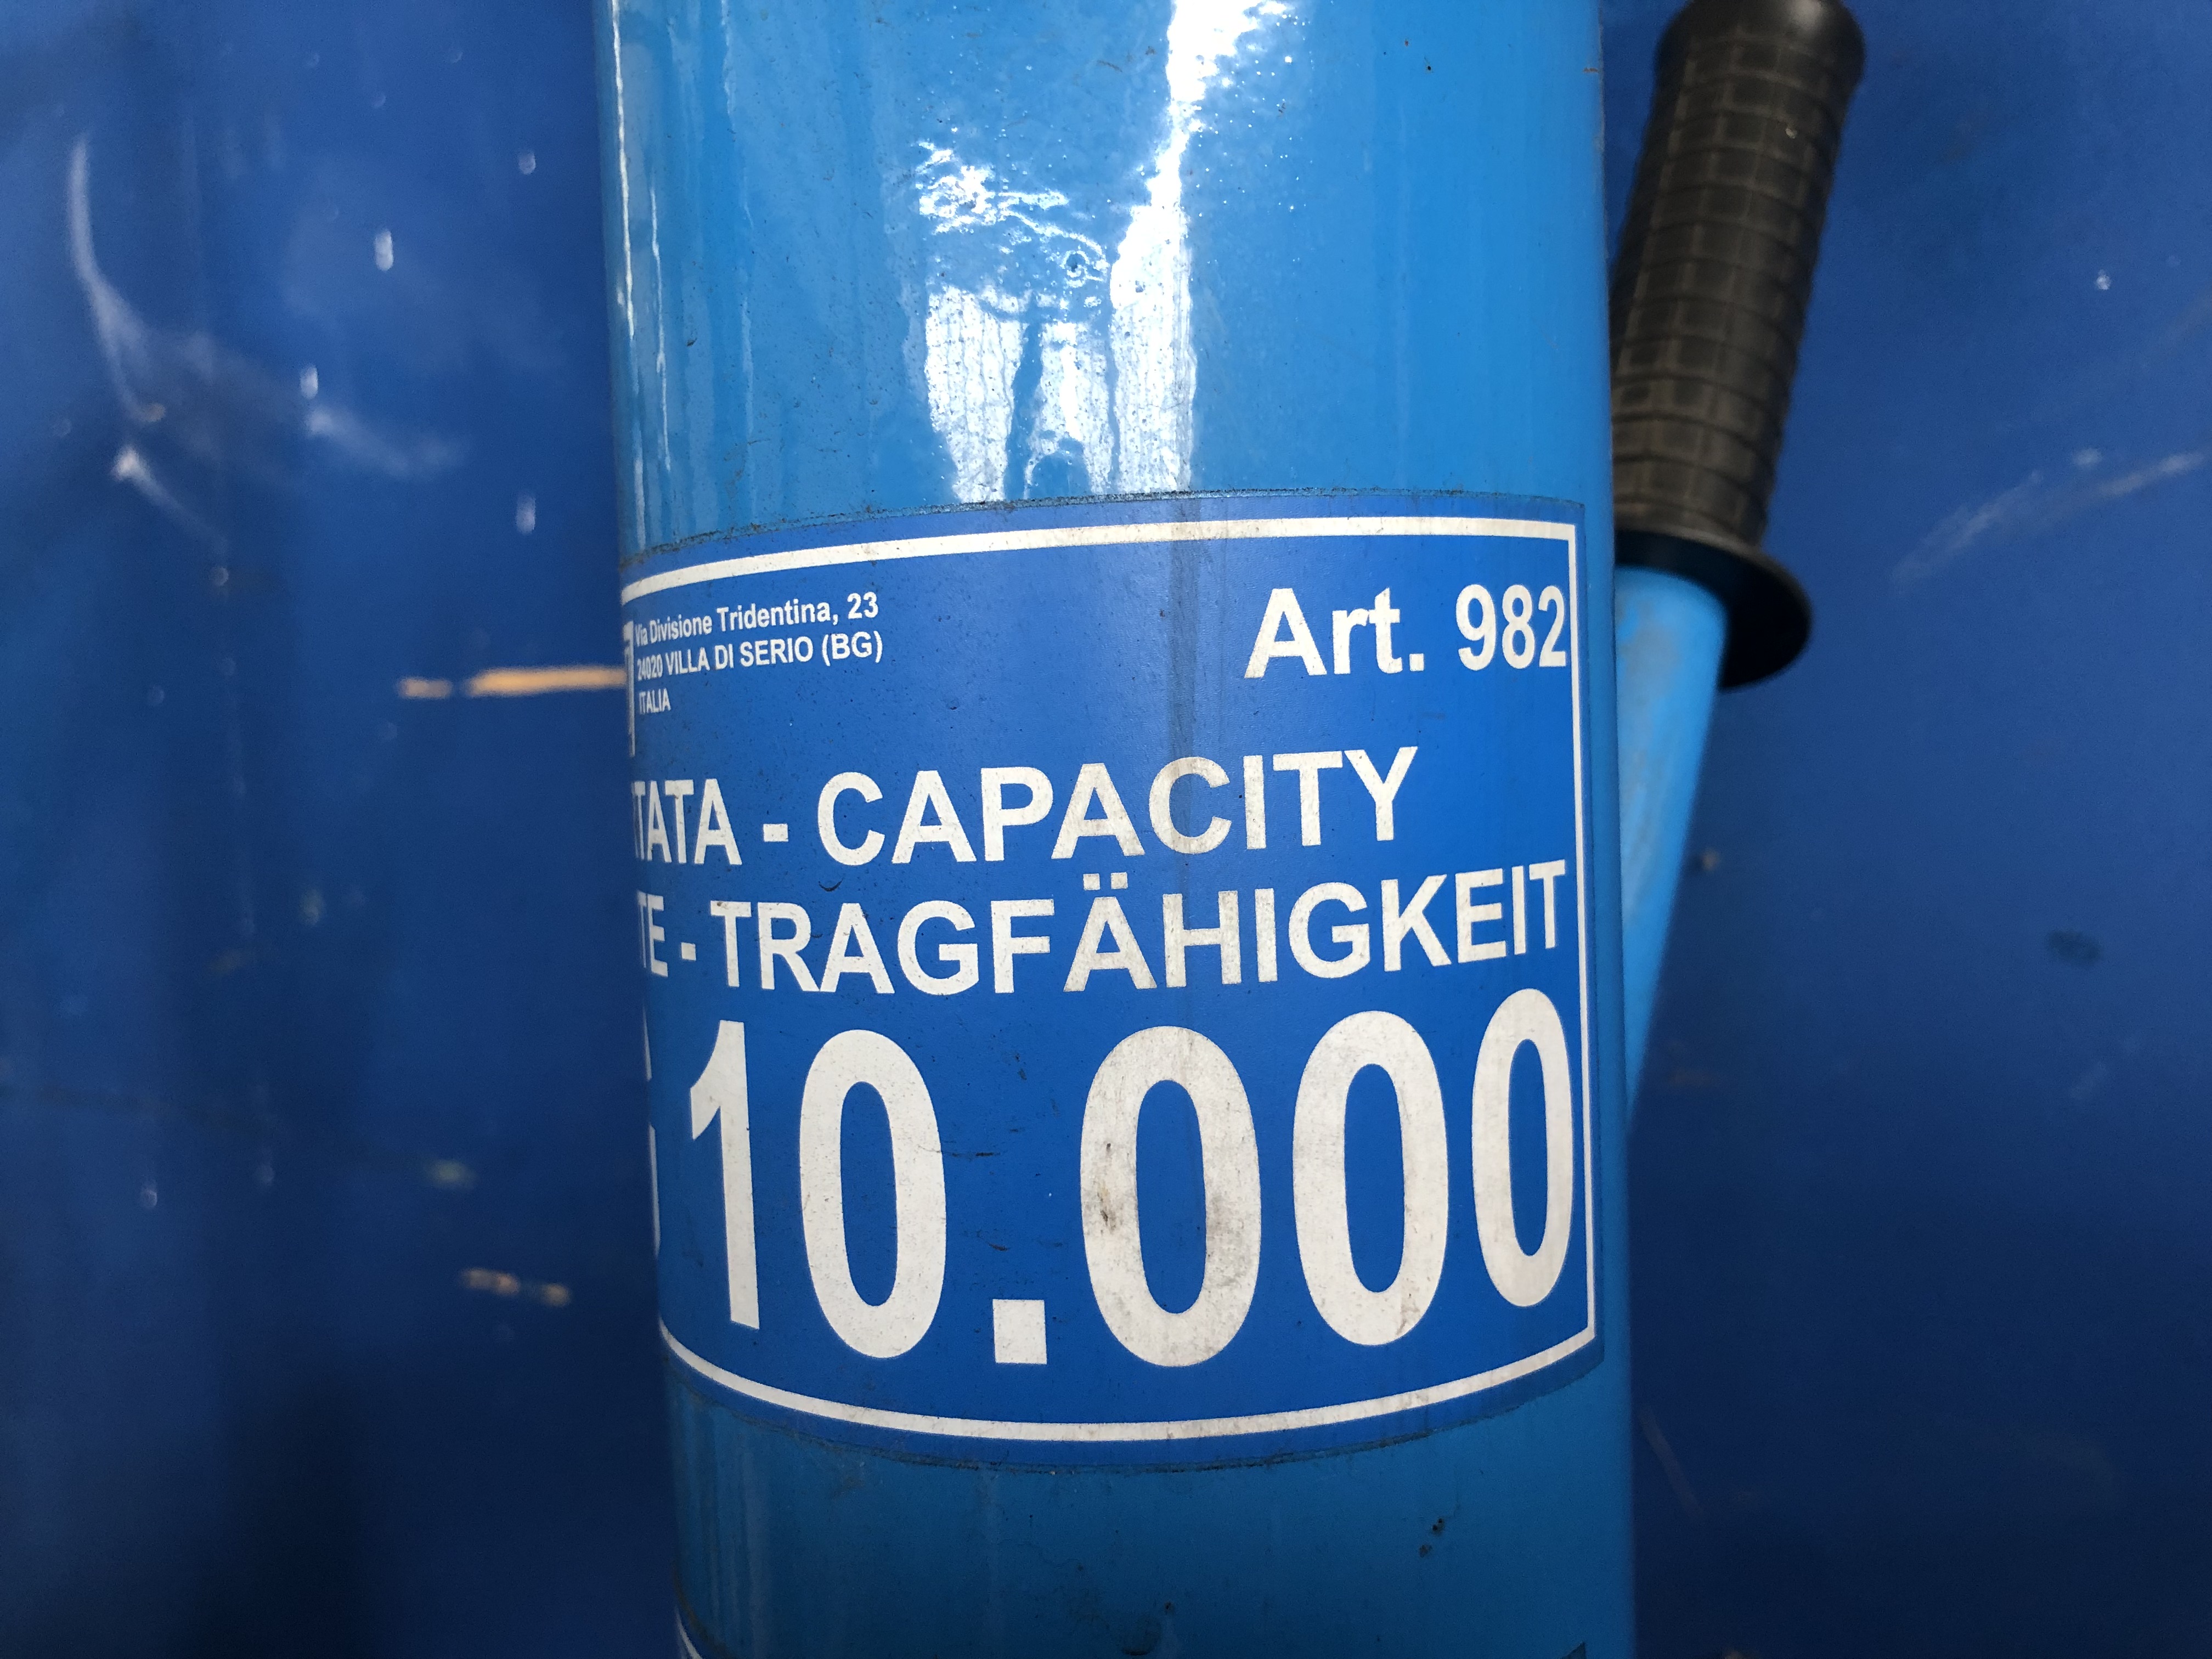 Via Divisione Tridentina, 23
24020 VILLA DI SERIO (BG)
ITALIA
Art. 982
TATA - CAPACITY
TE - TRAGFÄHIGKEIT
10.000